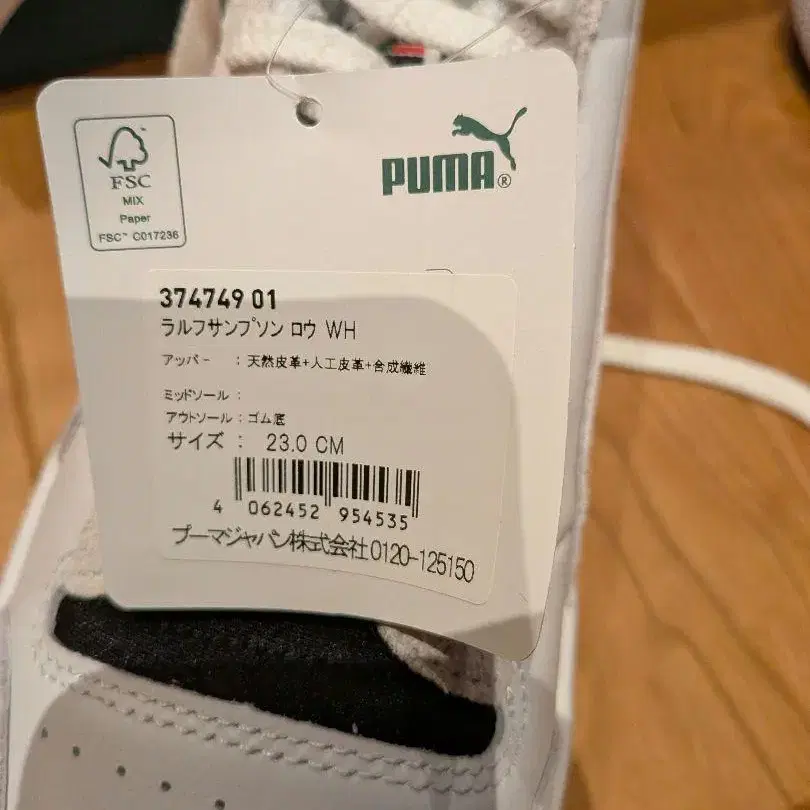 FSC
MIX
Paper
FSC™ C017236
PUMA®
374749 01
ラルフサンプソン ロウ WH
アッパー : 天然皮革+人工皮革+合成繊維
ミッドソール :
アウトソール : ゴム底
サイズ : 23.0 CM
4 062452 954535
プーマジャパン株式会社0120-125150